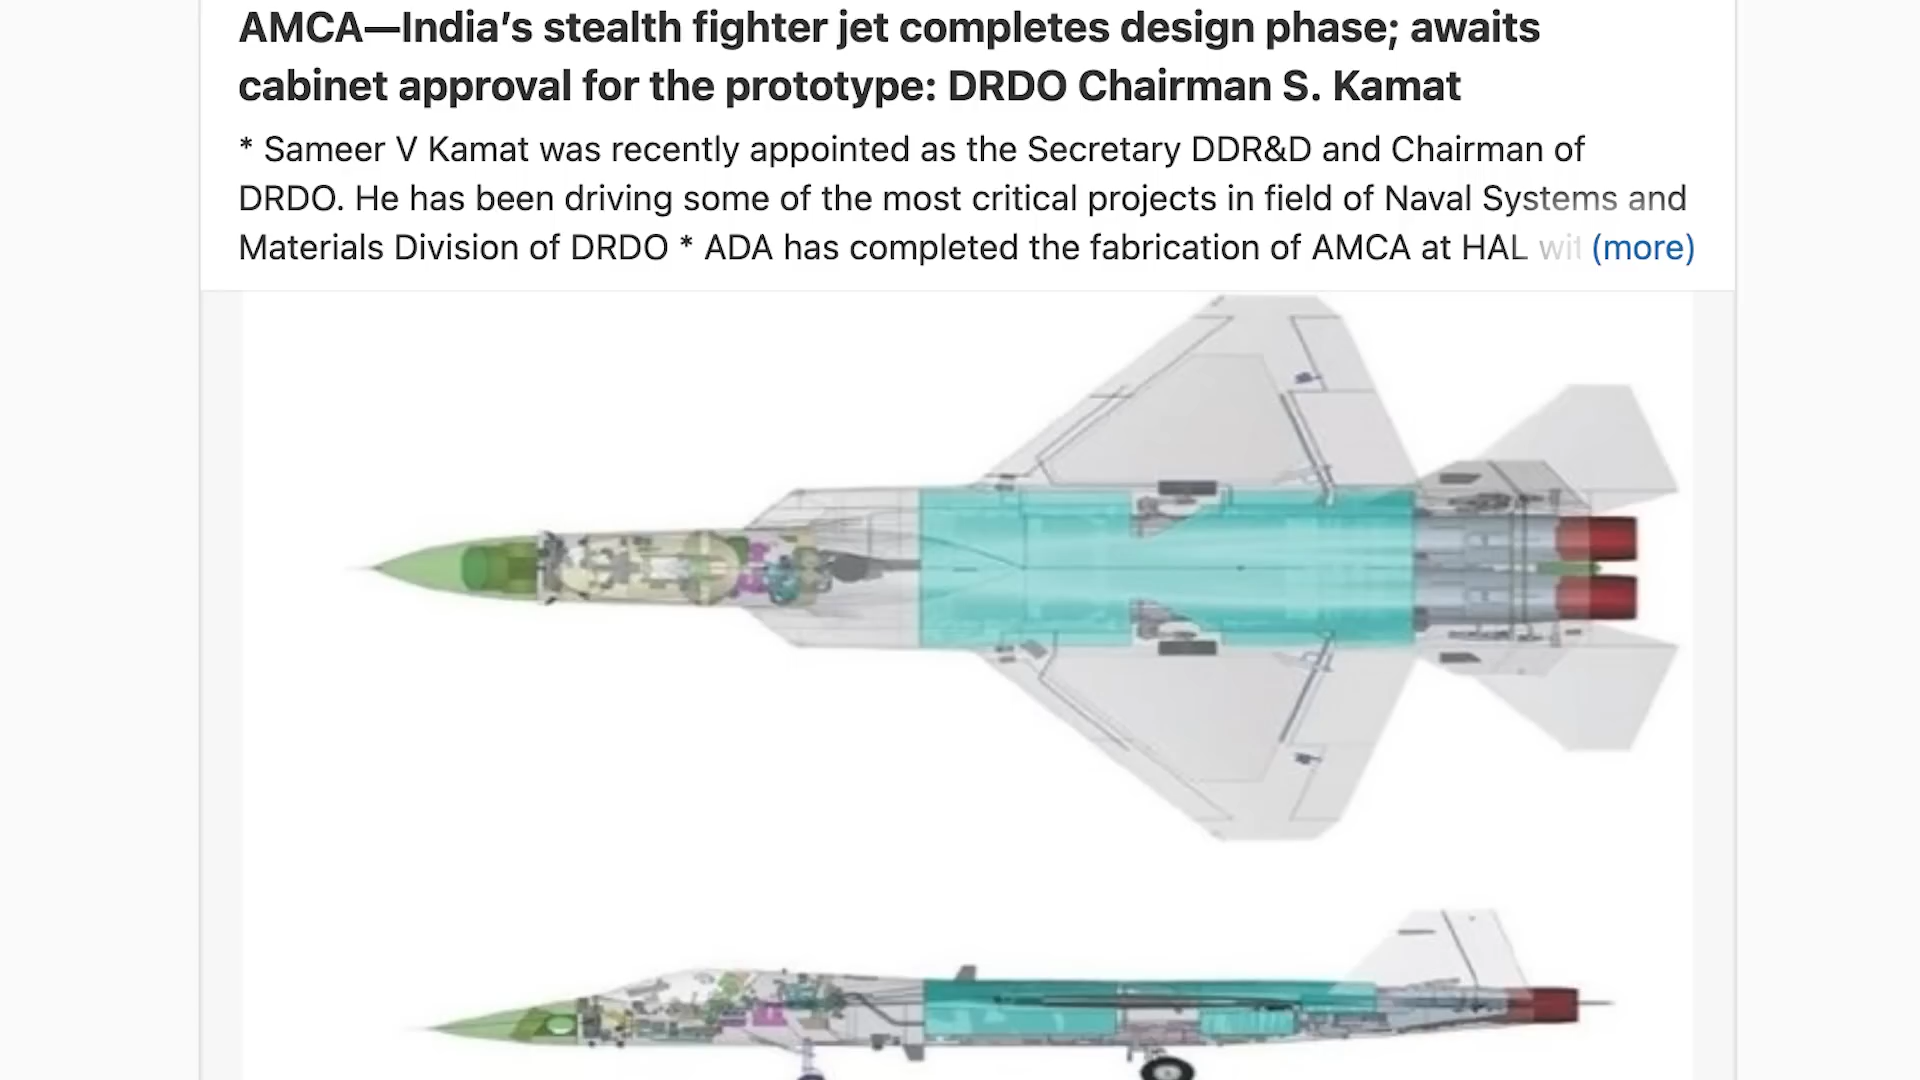 AMCA—India’s stealth fighter jet completes design phase; awaits
cabinet approval for the prototype: DRDO Chairman S. Kamat
* Sameer V Kamat was recently appointed as the Secretary DDR&D and Chairman of
DRDO. He has been driving some of the most critical projects in field of Naval Systems and
Materials Division of DRDO * ADA has completed the fabrication of AMCA at HAL wit (more)